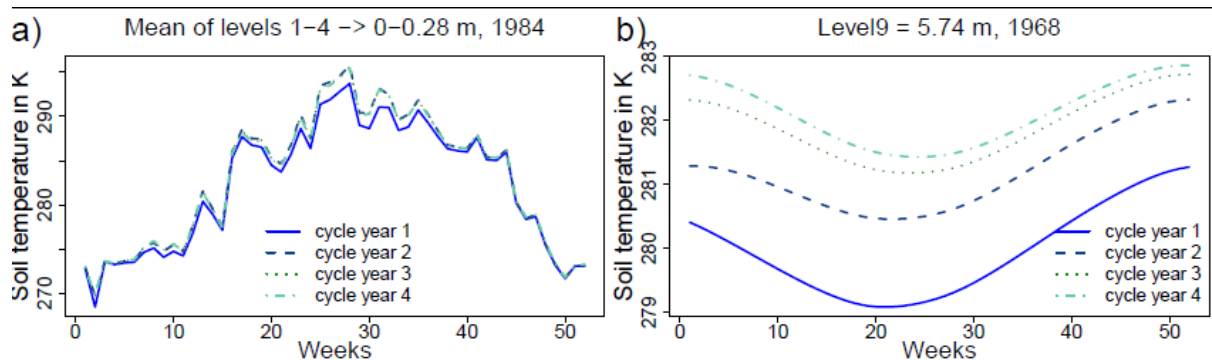 a)
Mean of levels 1−4 −> 0−0.28 m, 1984
Soil temperature in K
270
280
290
cycle year 1
cycle year 2
cycle year 3
cycle year 4
0 10 20 30 40 50
Weeks
b)
Level9 = 5.74 m, 1968
Soil temperature in K
279
280
281
282
283
cycle year 1
cycle year 2
cycle year 3
cycle year 4
0 10 20 30 40 50
Weeks